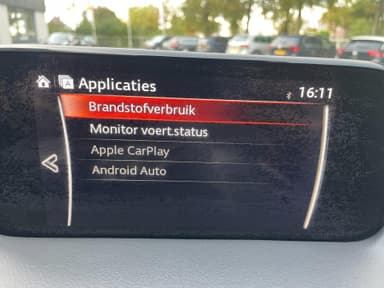 Applicaties
16:11
Brandstofverbruik
Monitor voert.status
Apple CarPlay
Android Auto